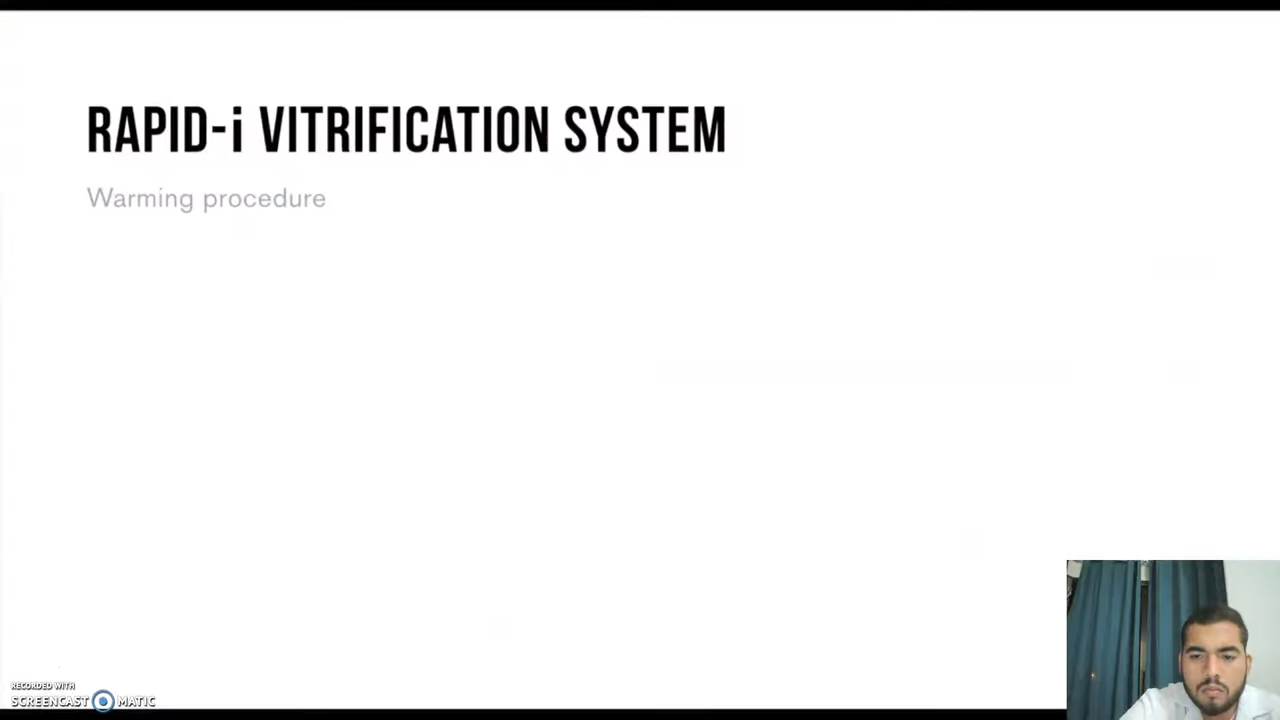 RAPID-i VITRIFICATION SYSTEM
Warming procedure
RECORDED WITH
SCREENCAST MATIC